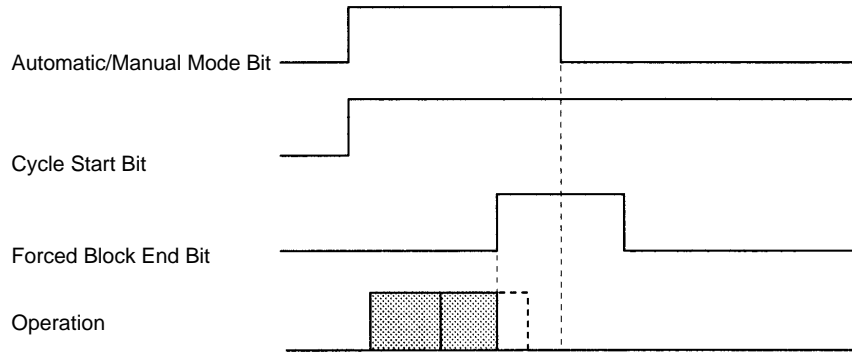 Automatic/Manual Mode Bit
Cycle Start Bit
Forced Block End Bit
Operation